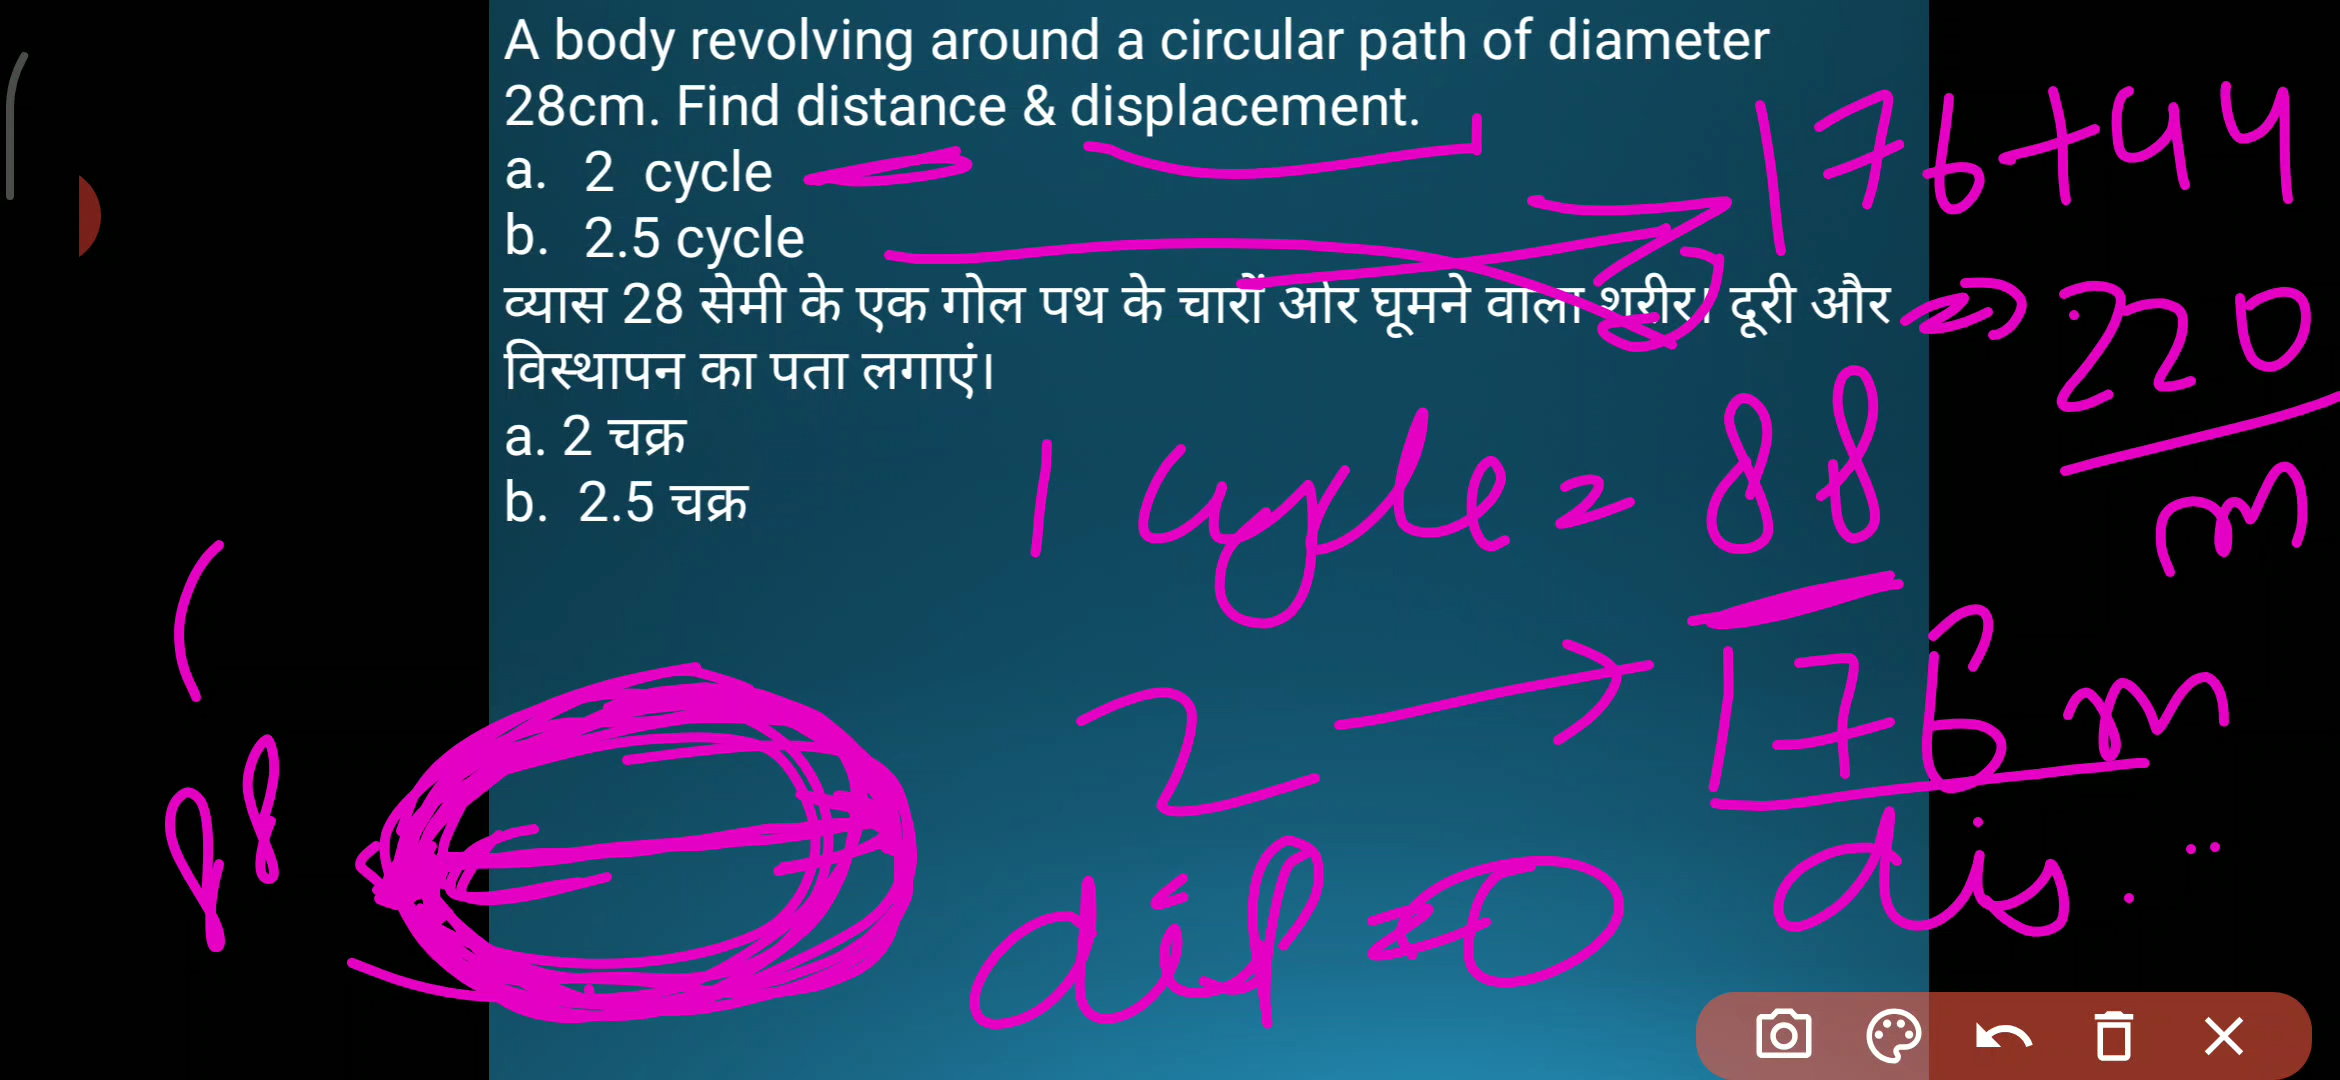 A body revolving around a circular path of diameter
28cm. Find distance & displacement.
a. 2 cycle
b. 2.5 cycle
व्यास 28 सेमी के एक गोल पथ के चारों ओर घूमने वाला शरीर। दूरी और
विस्थापन का पता लगाएं।
a. 2 चक्र
b. 2.5 चक्र
176+44
220
m
1 cycle = 88
2 → 176 m
dis.
disp = 0
88